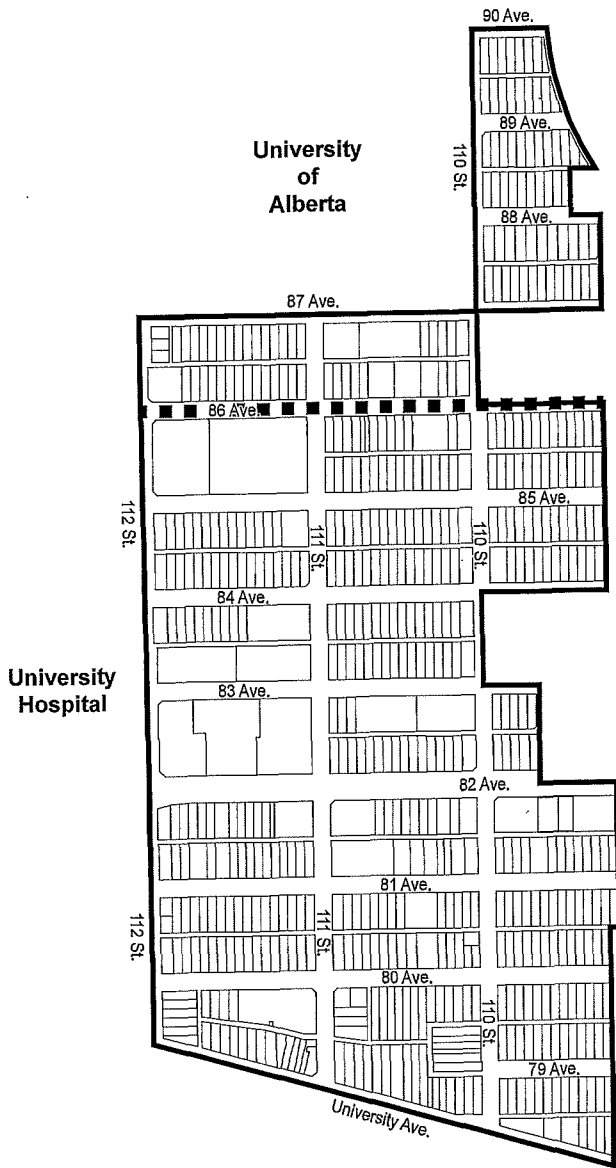 90 Ave.
89 Ave.
110 St.
University
of
Alberta
88 Ave.
87 Ave.
86 Ave.
85 Ave.
112 St.
111 St.
110 St.
84 Ave.
University
Hospital
83 Ave.
82 Ave.
81 Ave.
112 St.
111 St.
80 Ave.
110 St.
79 Ave.
University Ave.